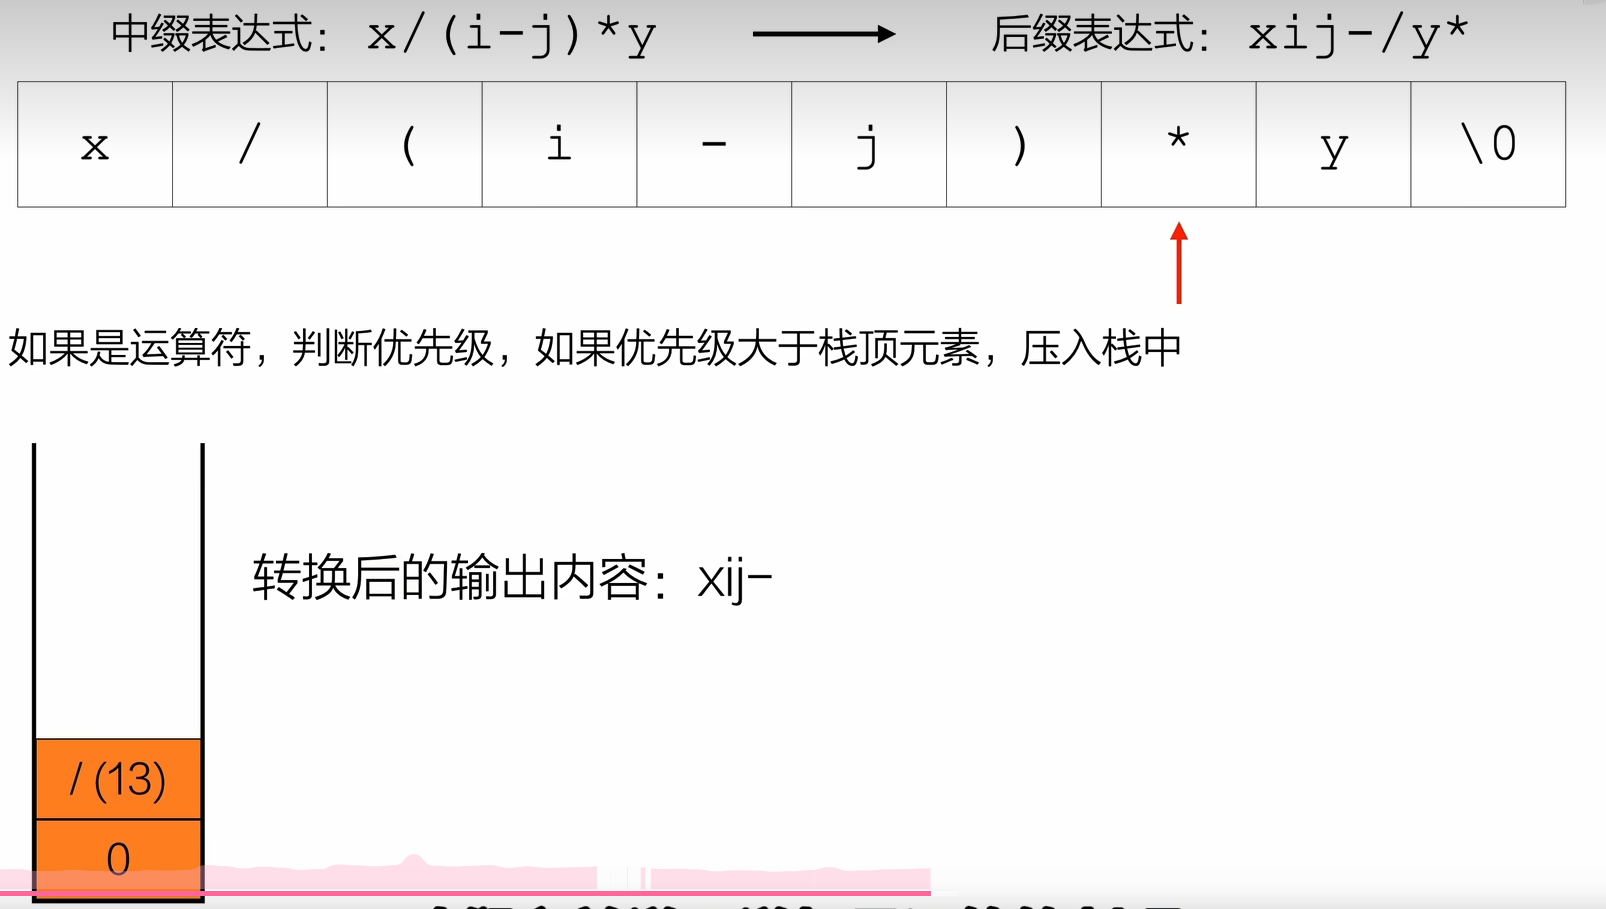 中缀表达式： x/(i-j)*y 后缀表达式： xij-/y*
x / ( i - j ) * y \0
如果是运算符，判断优先级，如果优先级大于栈顶元素，压入栈中
转换后的输出内容：xij-
/ (13)
0